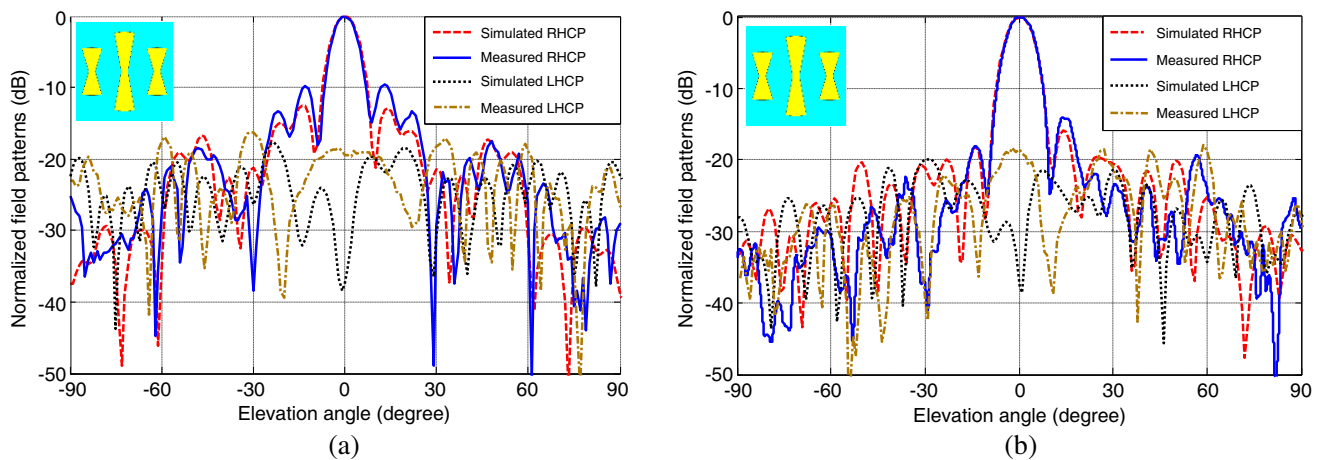 Normalized field patterns (dB)
0
-10
-20
-30
-40
-50
-90
-60
-30
0
30
60
90
Elevation angle (degree)
Simulated RHCP
Measured RHCP
Simulated LHCP
Measured LHCP
(a)
Normalized field patterns (dB)
0
-10
-20
-30
-40
-50
-90
-60
-30
0
30
60
90
Elevation angle (degree)
Simulated RHCP
Measured RHCP
Simulated LHCP
Measured LHCP
(b)